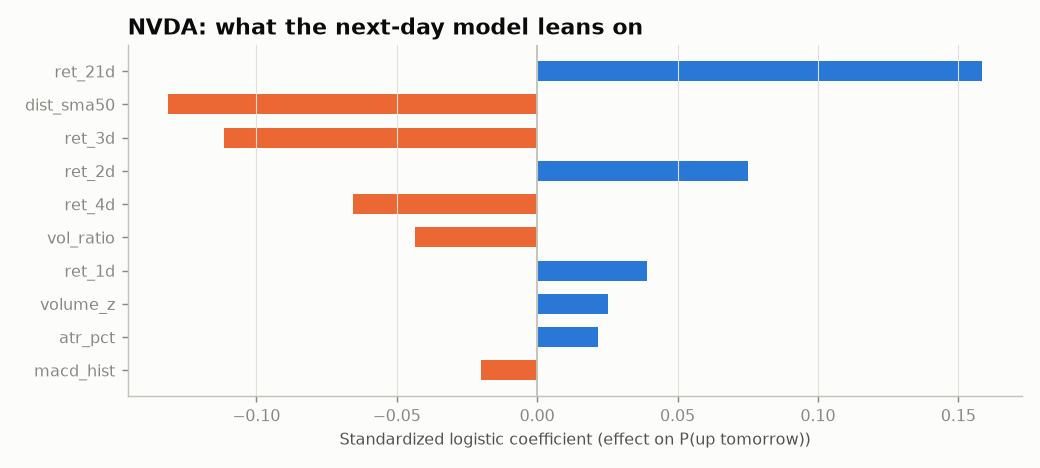 NVDA: what the next-day model leans on
ret_21d
dist_sma50
ret_3d
ret_2d
ret_4d
vol_ratio
ret_1d
volume_z
atr_pct
macd_hist
−0.10 −0.05 0.00 0.05 0.10 0.15
Standardized logistic coefficient (effect on P(up tomorrow))